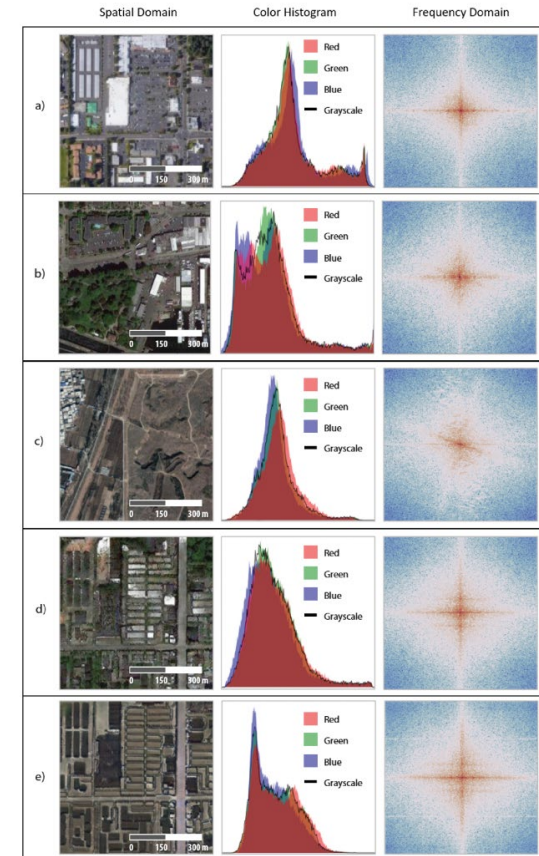 Spatial Domain Color Histogram Frequency Domain
a)
Red
Green
Blue
Grayscale
0 150 300 m
b)
Red
Green
Blue
Grayscale
0 150 300 m
c)
Red
Green
Blue
Grayscale
0 150 300 m
d)
Red
Green
Blue
Grayscale
0 150 300 m
e)
Red
Green
Blue
Grayscale
0 150 300 m